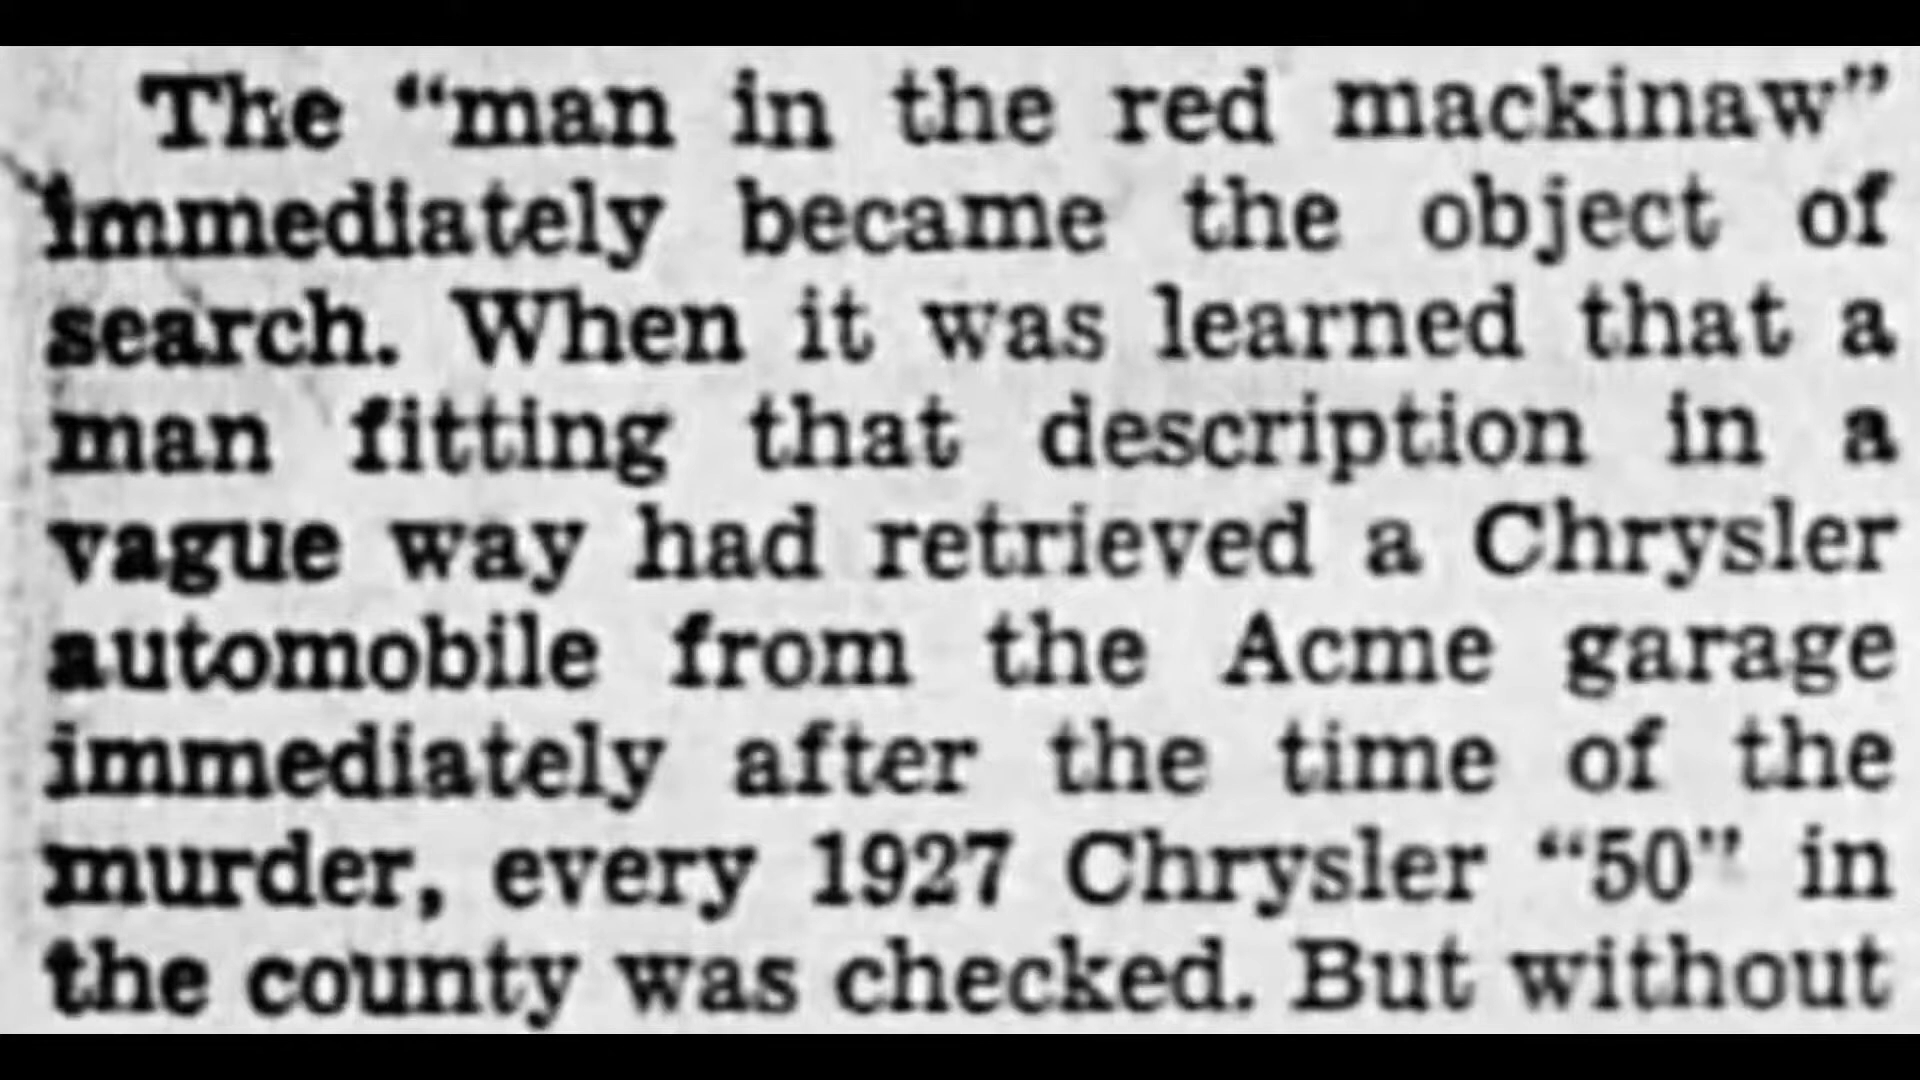 The “man in the red mackinaw”
immediately became the object of
search. When it was learned that a
man fitting that description in a
vague way had retrieved a Chrysler
automobile from the Acme garage
immediately after the time of the
murder, every 1927 Chrysler “50” in
the county was checked. But without